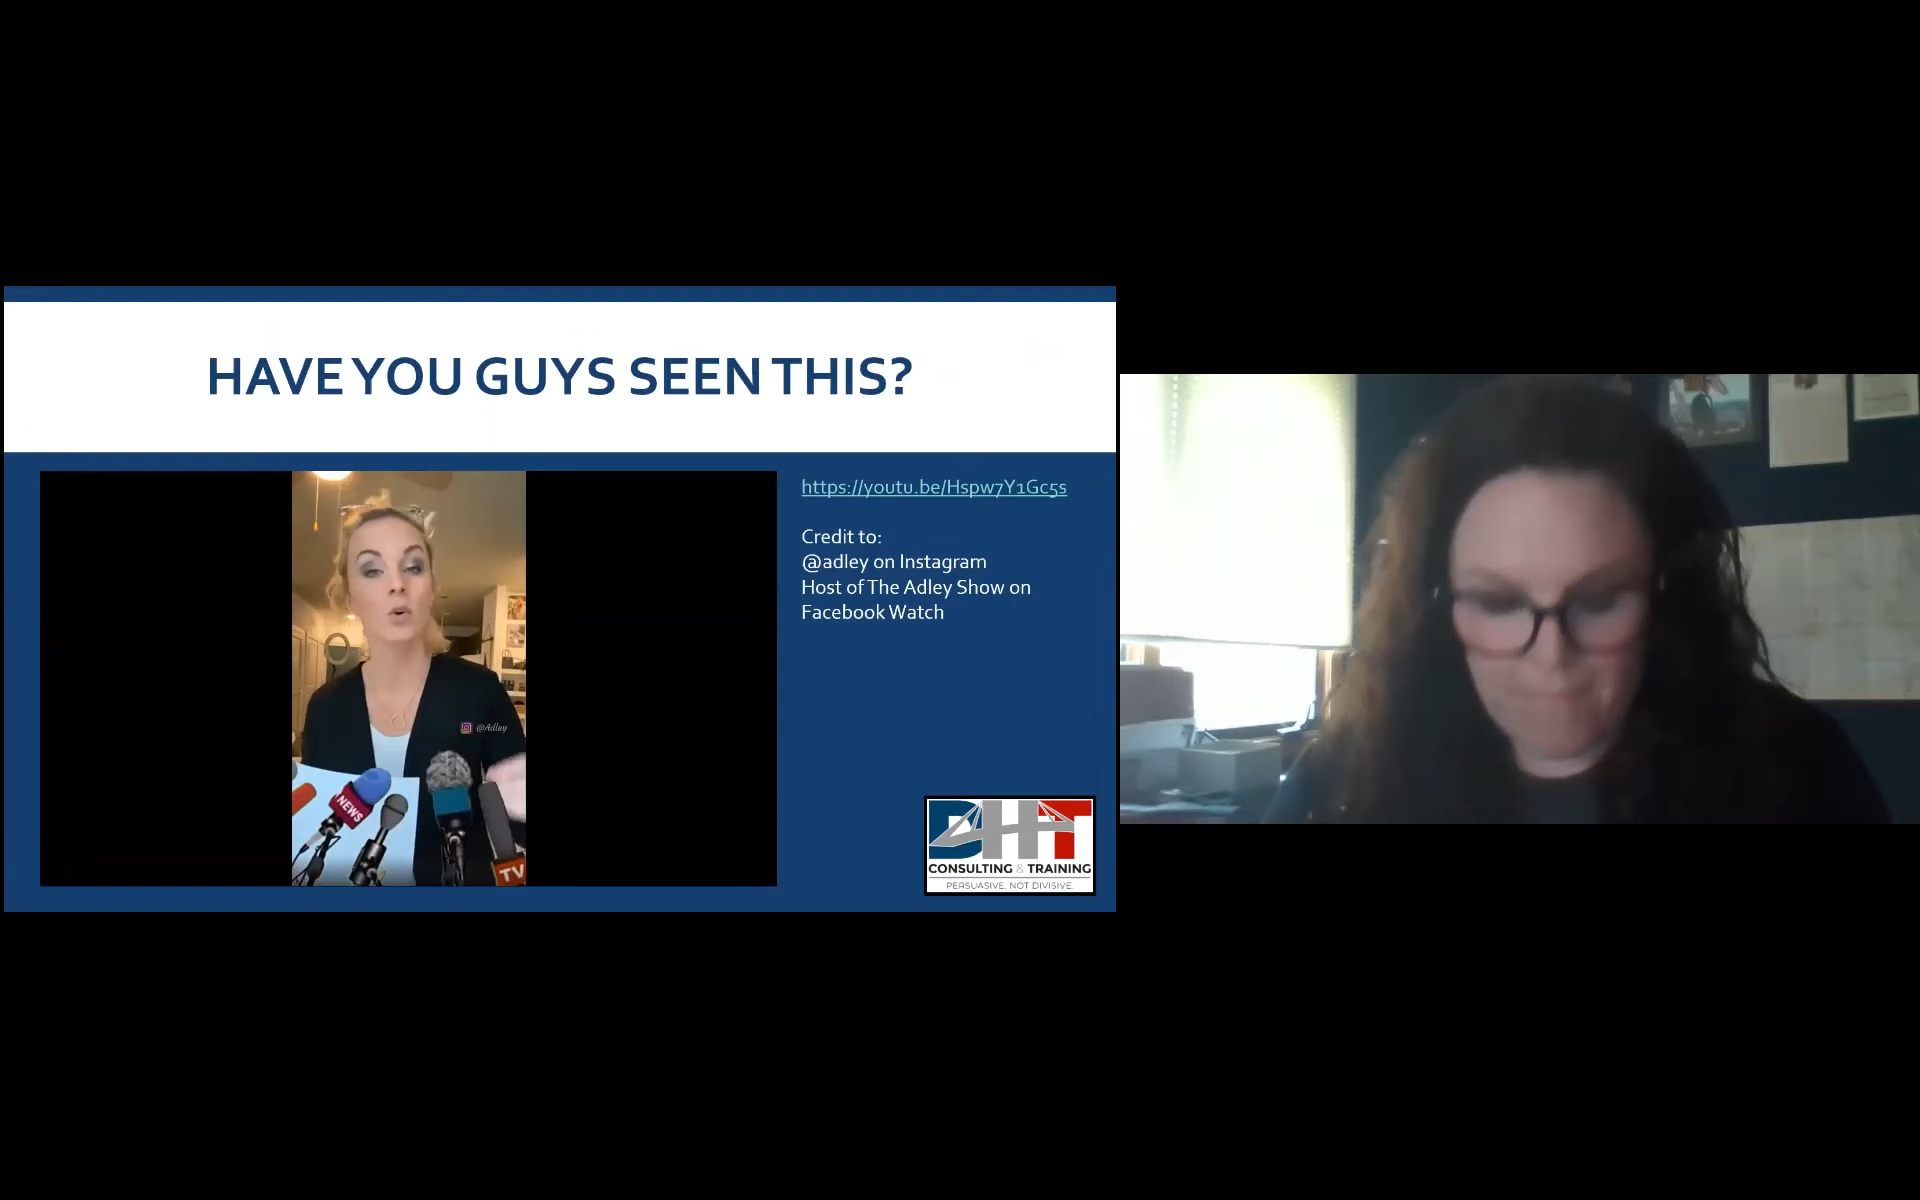 HAVE YOU GUYS SEEN THIS?
https://youtu.be/Hspw7Y1Gc5s
Credit to:
@adley on Instagram
Host of The Adley Show on
Facebook Watch
@Adley
NEWS
TV
DHT
CONSULTING & TRAINING
PERSUASIVE. NOT DIVISIVE.